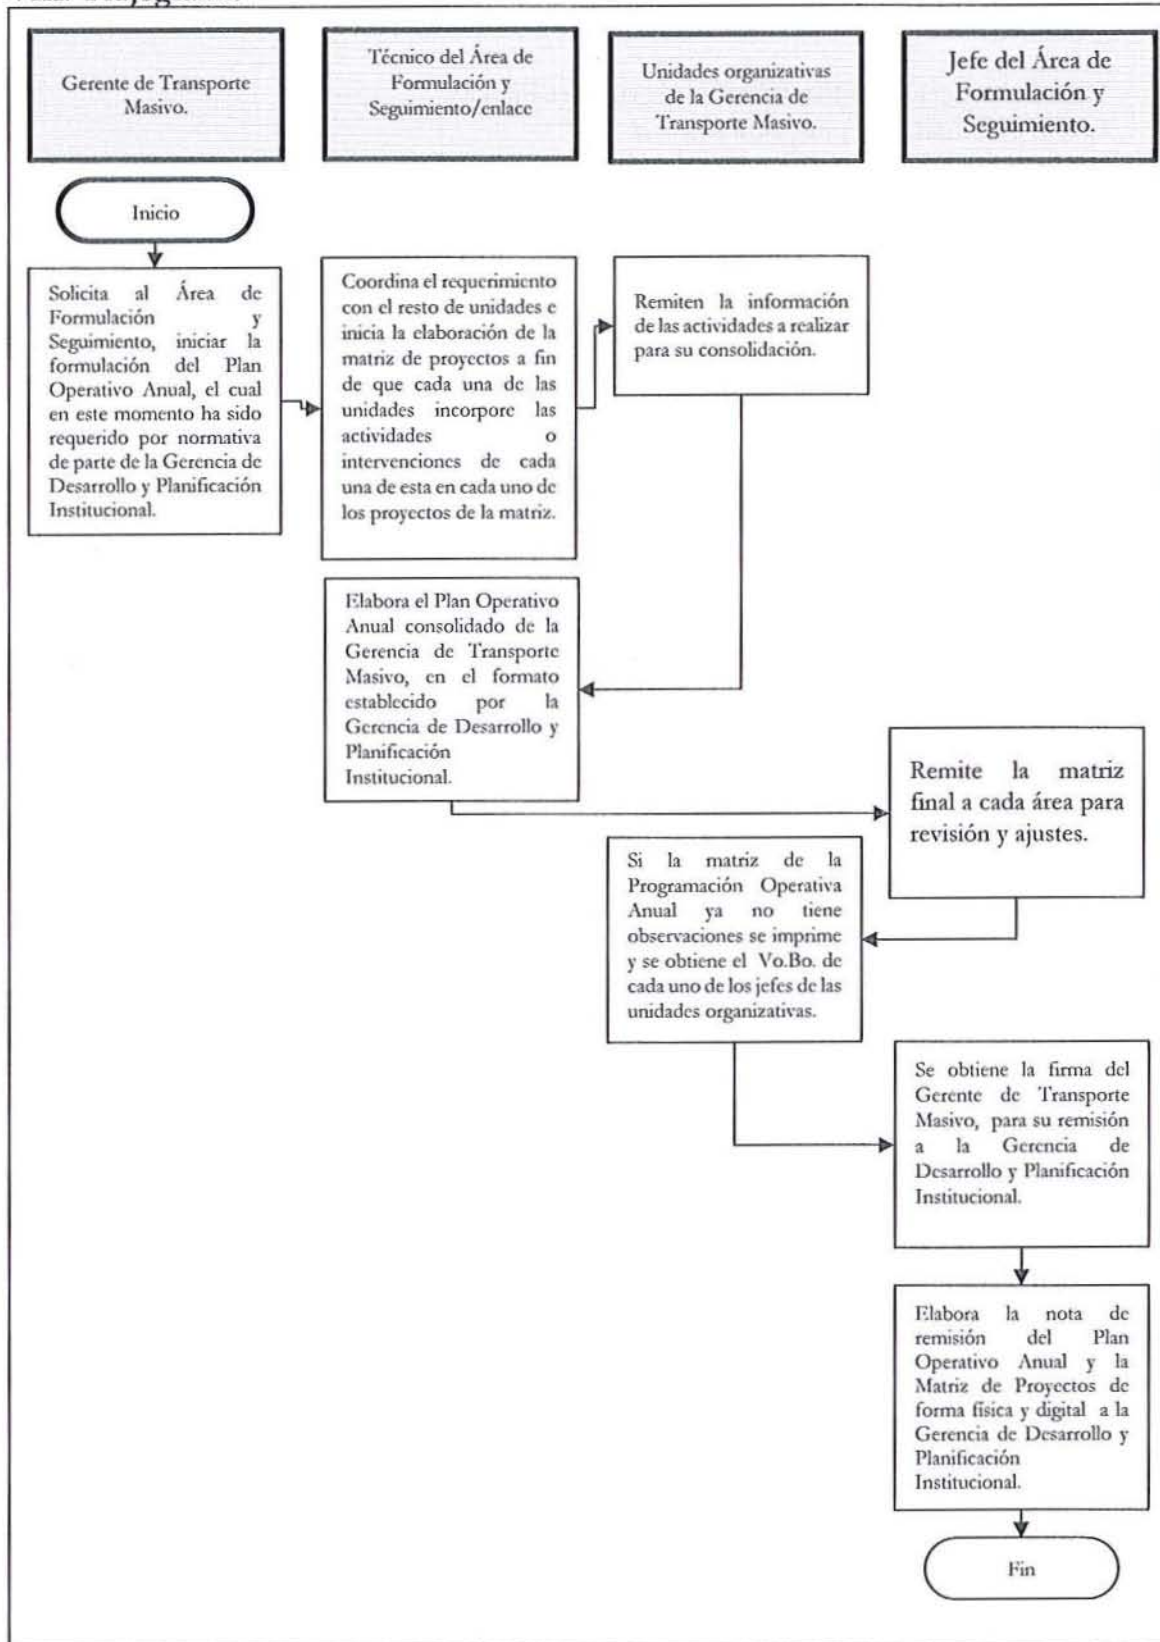 Gerente de Transporte
Masivo.
Técnico del Área de
Formulación y
Seguimiento/enlace
Unidades organizativas
de la Gerencia de
Transporte Masivo.
Jefe del Área de
Formulación y
Seguimiento.
Inicio
Solicita al Área de
Formulación y
Seguimiento, iniciar la
formulación del Plan
Operativo Anual, el cual
en este momento ha sido
requerido por normativa
de parte de la Gerencia de
Desarrollo y Planificación
Institucional.
Coordina el requerimiento
con el resto de unidades e
inicia la elaboración de la
matriz de proyectos a fin
de que cada una de las
unidades incorpore las
actividades o
intervenciones de cada
una de esta en cada uno de
los proyectos de la matriz.
Remiten la información
de las actividades a realizar
para su consolidación.
Elabora el Plan Operativo
Anual consolidado de la
Gerencia de Transporte
Masivo, en el formato
establecido por la
Gerencia de Desarrollo y
Planificación
Institucional.
Remite la matriz
final a cada área para
revisión y ajustes.
Si la matriz de la
Programación Operativa
Anual ya no tiene
observaciones se imprime
y se obtiene el Vo.Bo. de
cada uno de los jefes de las
unidades organizativas.
Se obtiene la firma del
Gerente de Transporte
Masivo, para su remisión
a la Gerencia de
Desarrollo y Planificación
Institucional.
Elabora la nota de
remisión del Plan
Operativo Anual y la
Matriz de Proyectos de
forma física y digital a la
Gerencia de Desarrollo y
Planificación
Institucional.
Fin